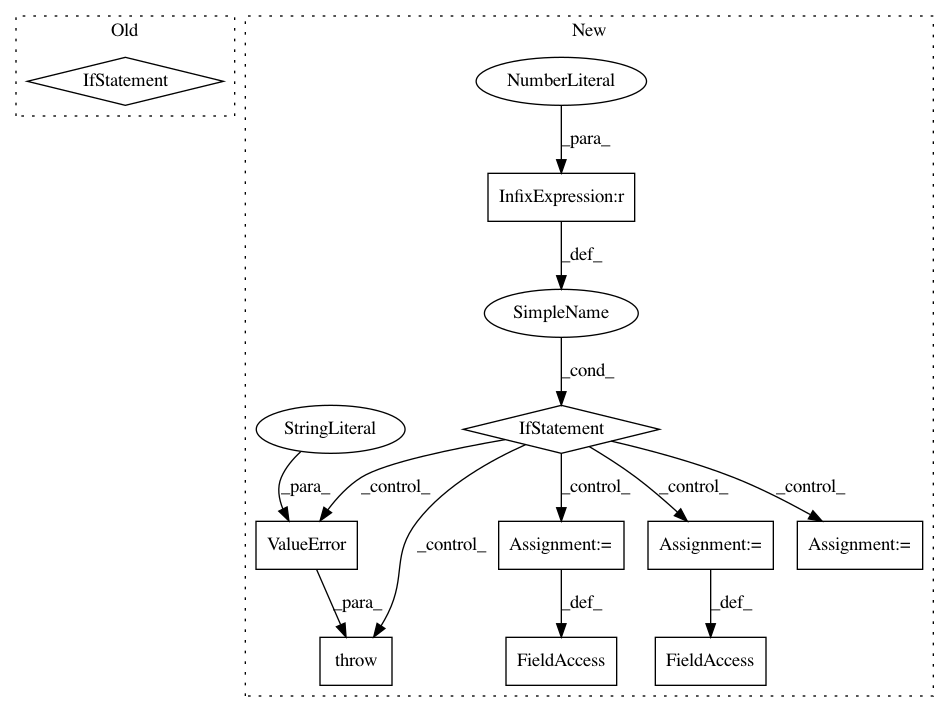 Old
New
IfStatement
NumberLiteral
_para_
InfixExpression:r
_def_
SimpleName
_cond_
StringLiteral
IfStatement
_para_
_control_
_control_
_control_
_control_
_control_
ValueError
Assignment:=
Assignment:=
Assignment:=
_para_
_def_
_def_
throw
FieldAccess
FieldAccess